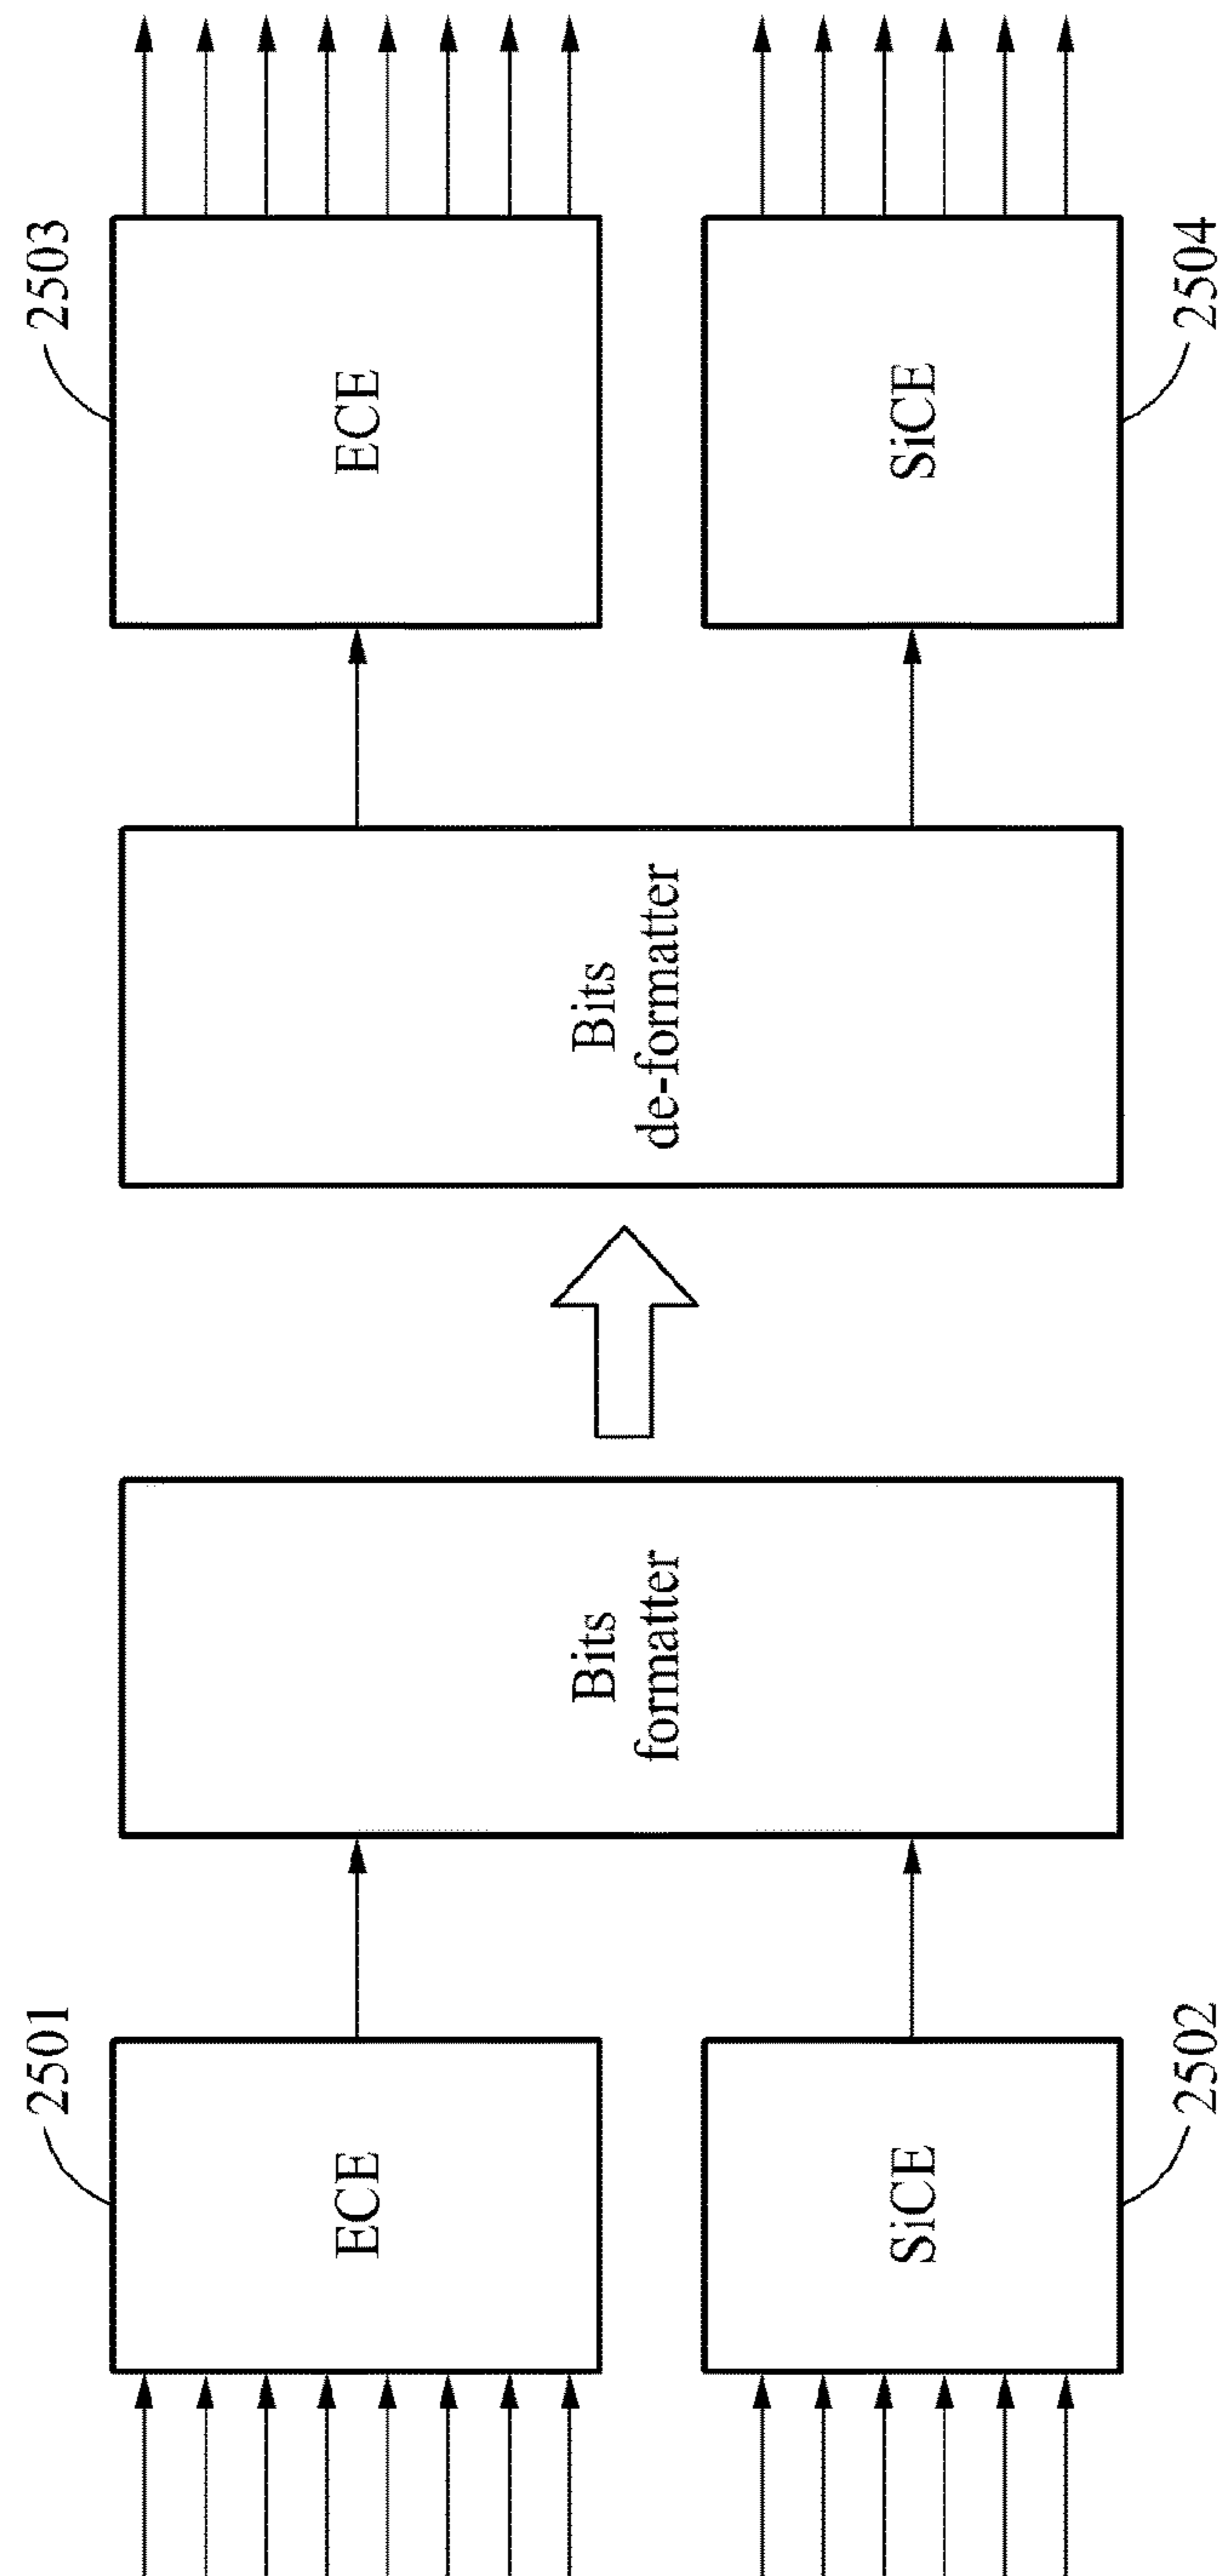 2501
ECE
2502
SiCE
Bits
formatter
Bits
de-formatter
2503
ECE
2504
SiCE